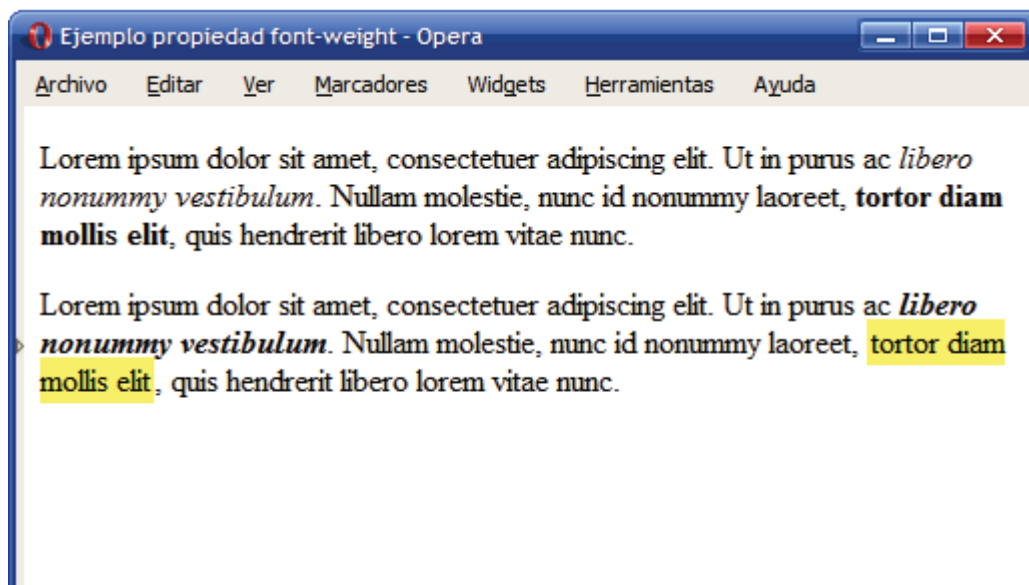 Ejemplo propiedad font-weight - Opera
Archivo Editar Ver Marcadores Widgets Herramientas Ayuda
Lorem ipsum dolor sit amet, consectetuer adipiscing elit. Ut in purus ac libero
nonummy vestibulum. Nullam molestie, nunc id nonummy laoreet, tortor diam
mollis elit, quis hendrerit libero lorem vitae nunc.
Lorem ipsum dolor sit amet, consectetuer adipiscing elit. Ut in purus ac libero
nonummy vestibulum. Nullam molestie, nunc id nonummy laoreet, tortor diam
mollis elit, quis hendrerit libero lorem vitae nunc.